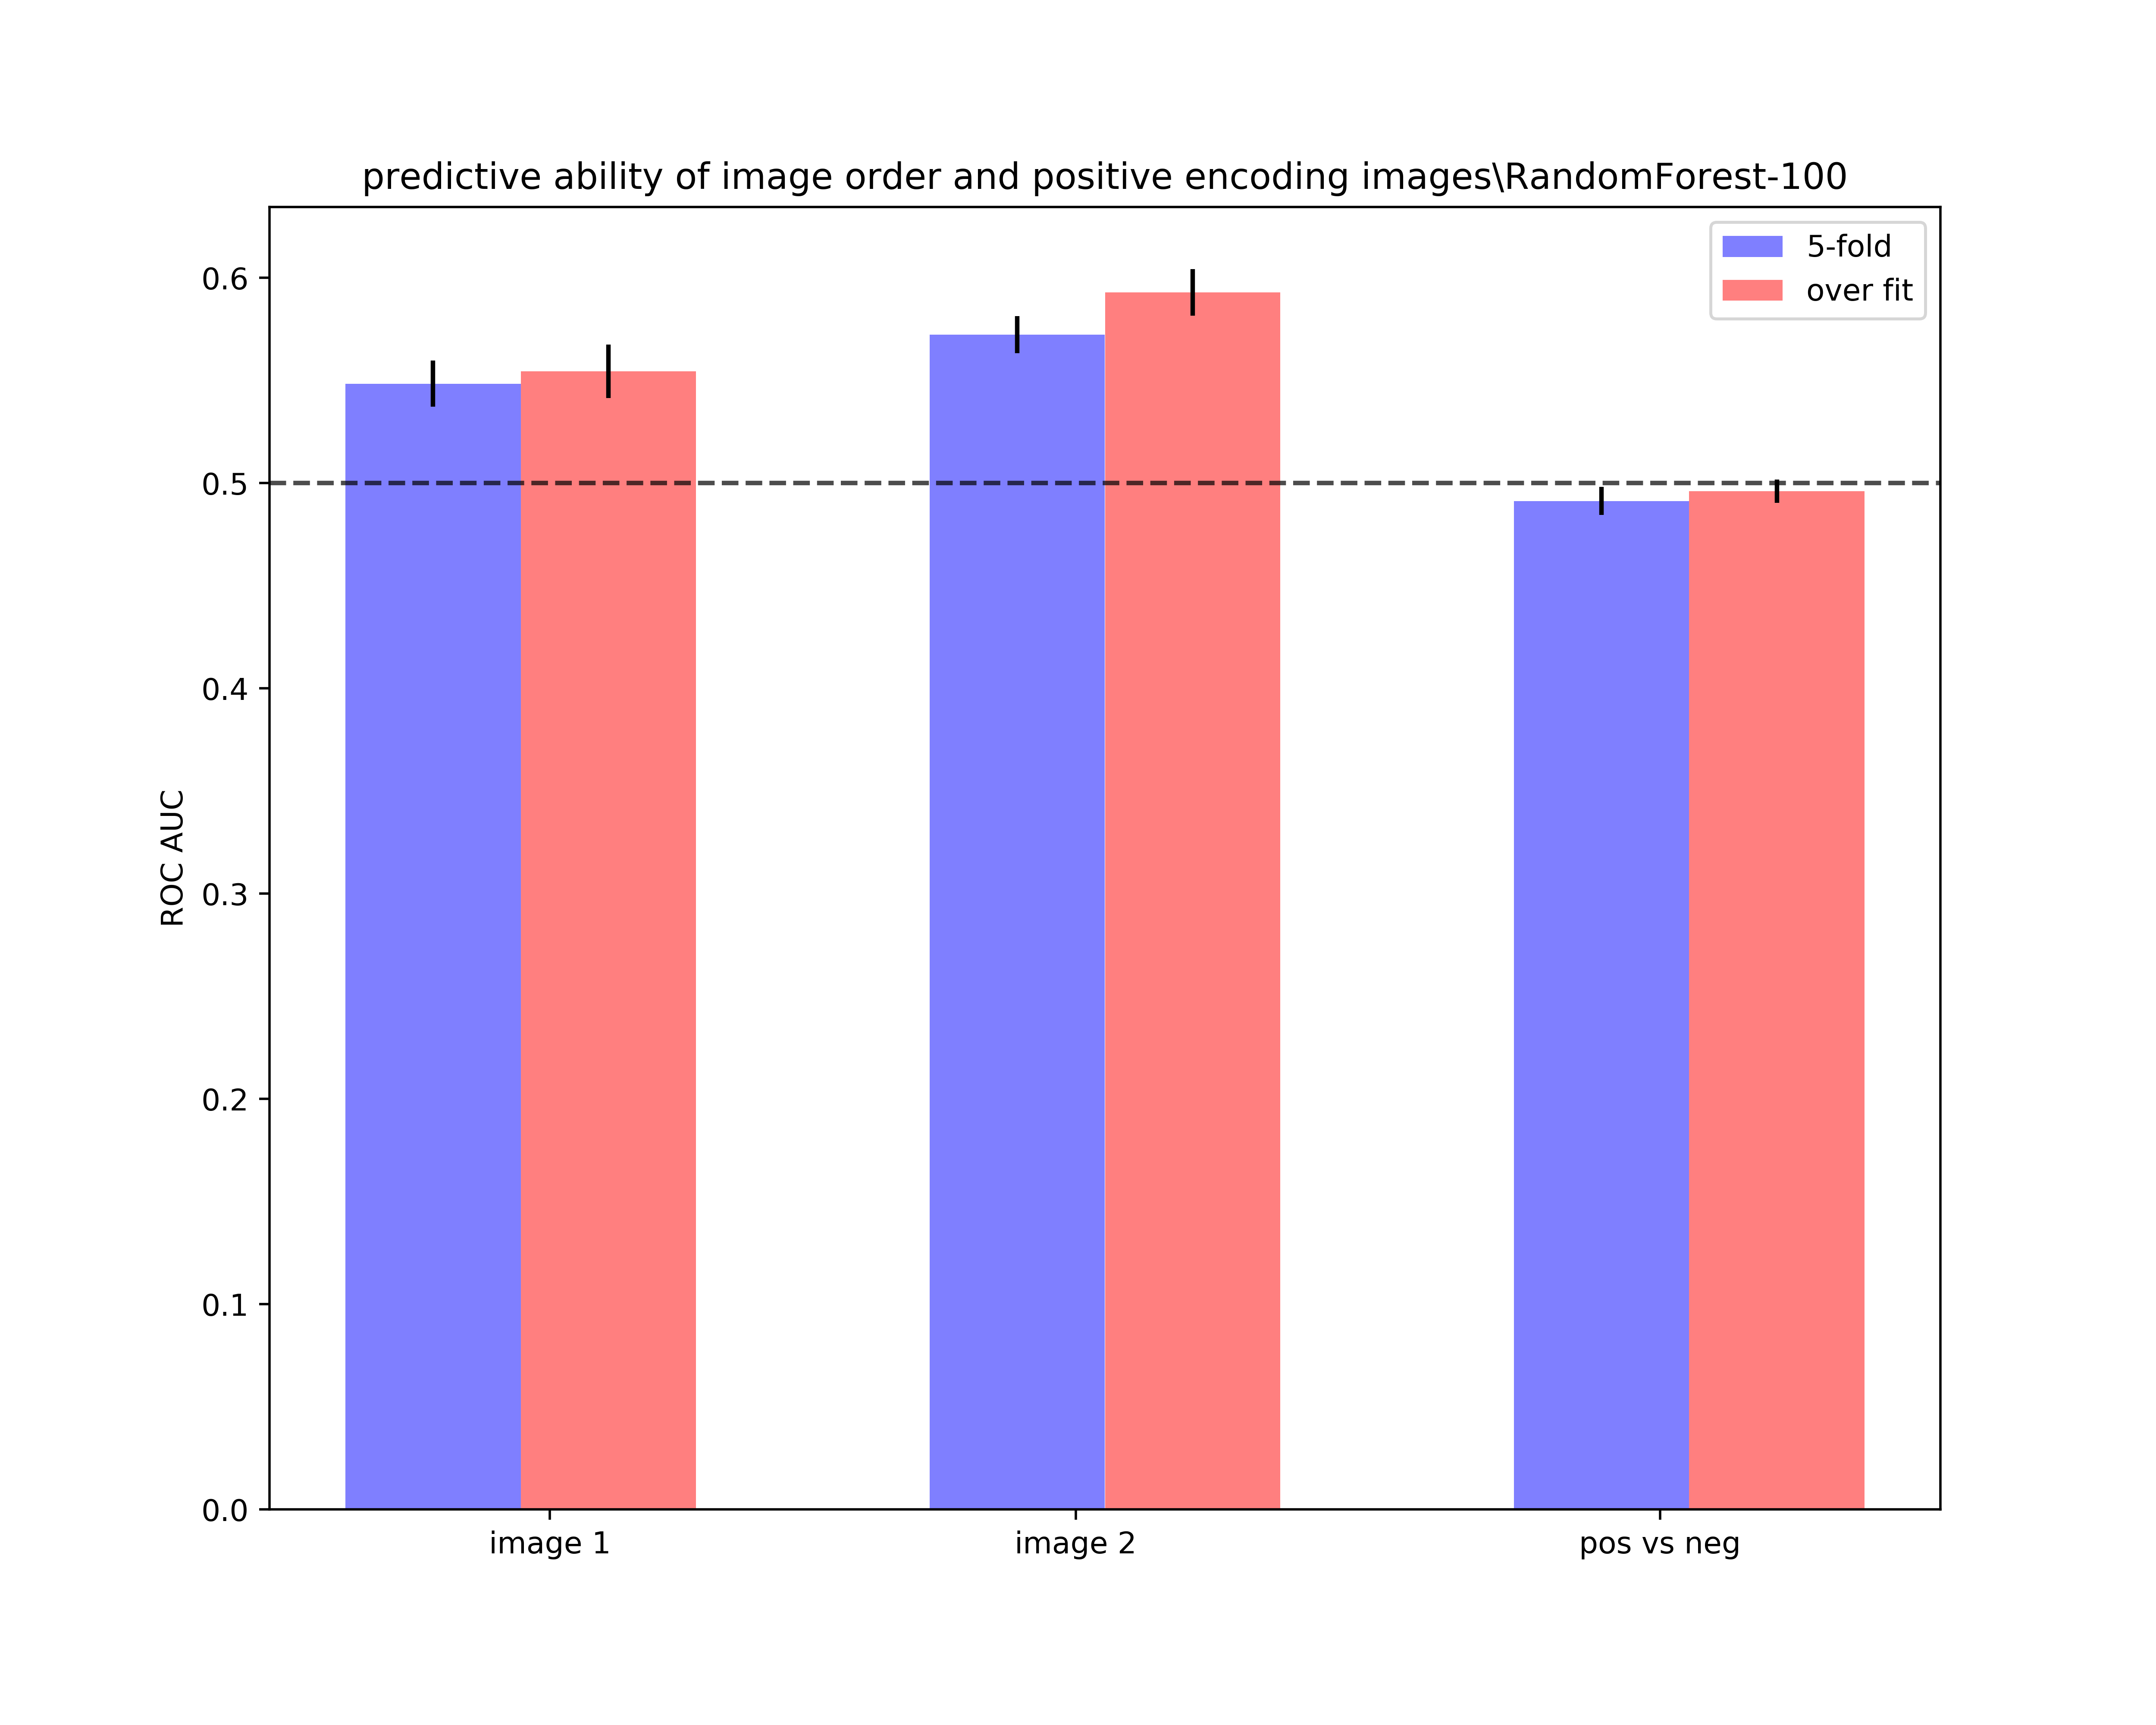 predictive ability of image order and positive encoding images\RandomForest-100
5-fold
over fit
ROC AUC
0.6
0.5
0.4
0.3
0.2
0.1
0.0
image 1
image 2
pos vs neg